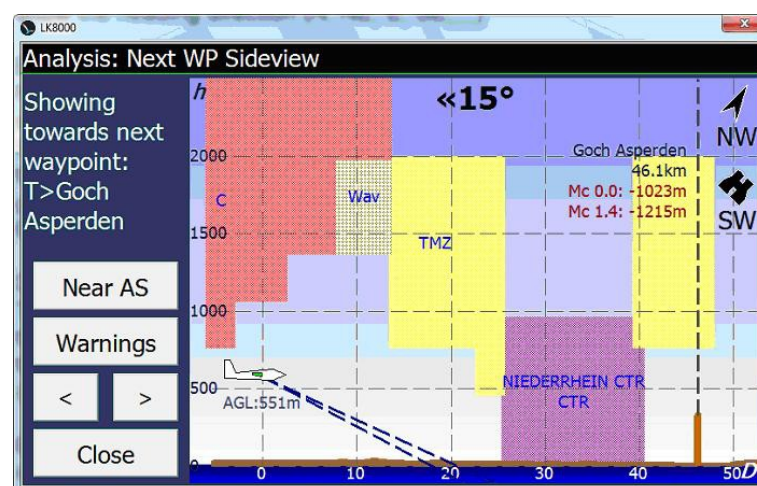 LK8000
x
Analysis: Next WP Sideview
Showing
towards next
waypoint:
T>Goch
Asperden
Near AS
Warnings
<
>
Close
h
«15°
2000
1500
1000
500
0
C
Wav
TMZ
Goch Asperden
46.1km
Mc 0.0: -1023m
Mc 1.4: -1215m
NW
SW
NIEDERRHEIN CTR
CTR
AGL:551m
0
10
20
30
40
50
D